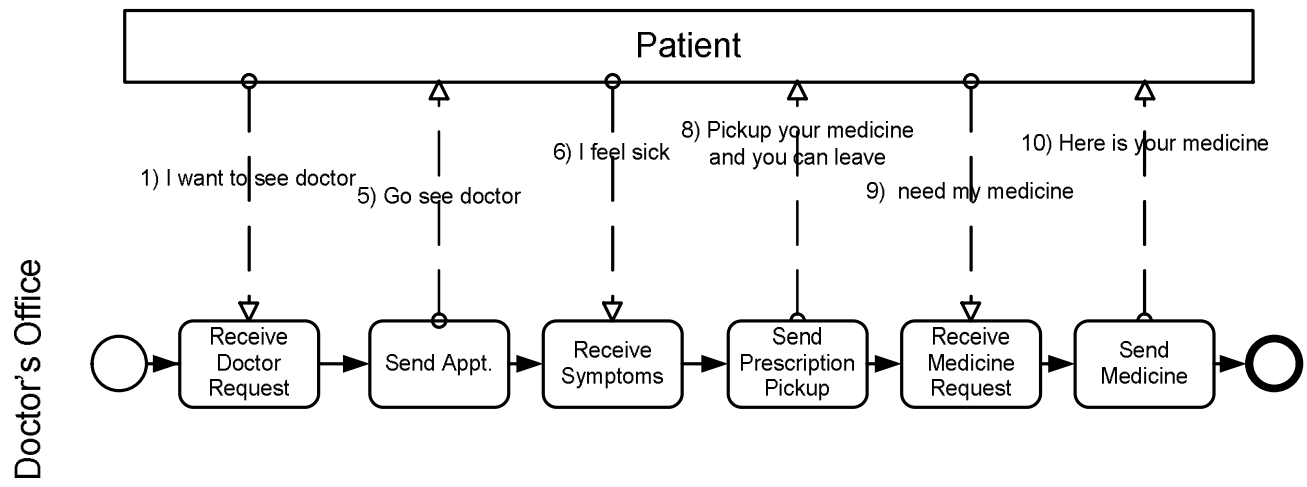 Patient
1) I want to see doctor
5) Go see doctor
6) I feel sick
8) Pickup your medicine
and you can leave
9) need my medicine
10) Here is your medicine
Doctor's Office
Receive
Doctor
Request
Send Appt.
Receive
Symptoms
Send
Prescription
Pickup
Receive
Medicine
Request
Send
Medicine